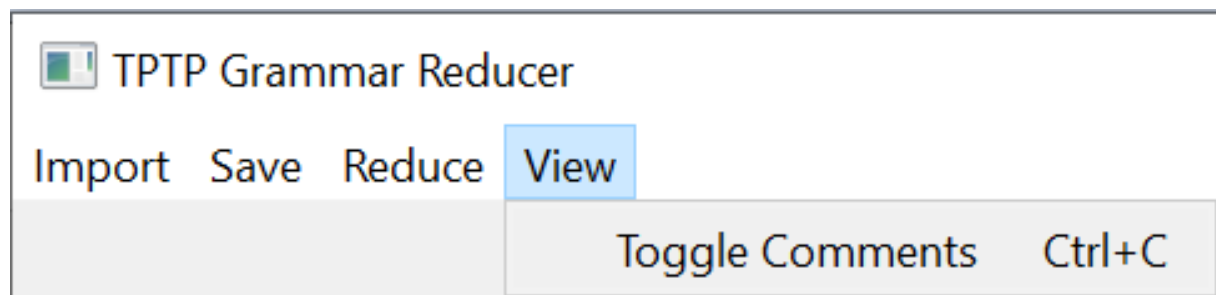 TPTP Grammar Reducer
Import Save Reduce View
Toggle Comments Ctrl+C